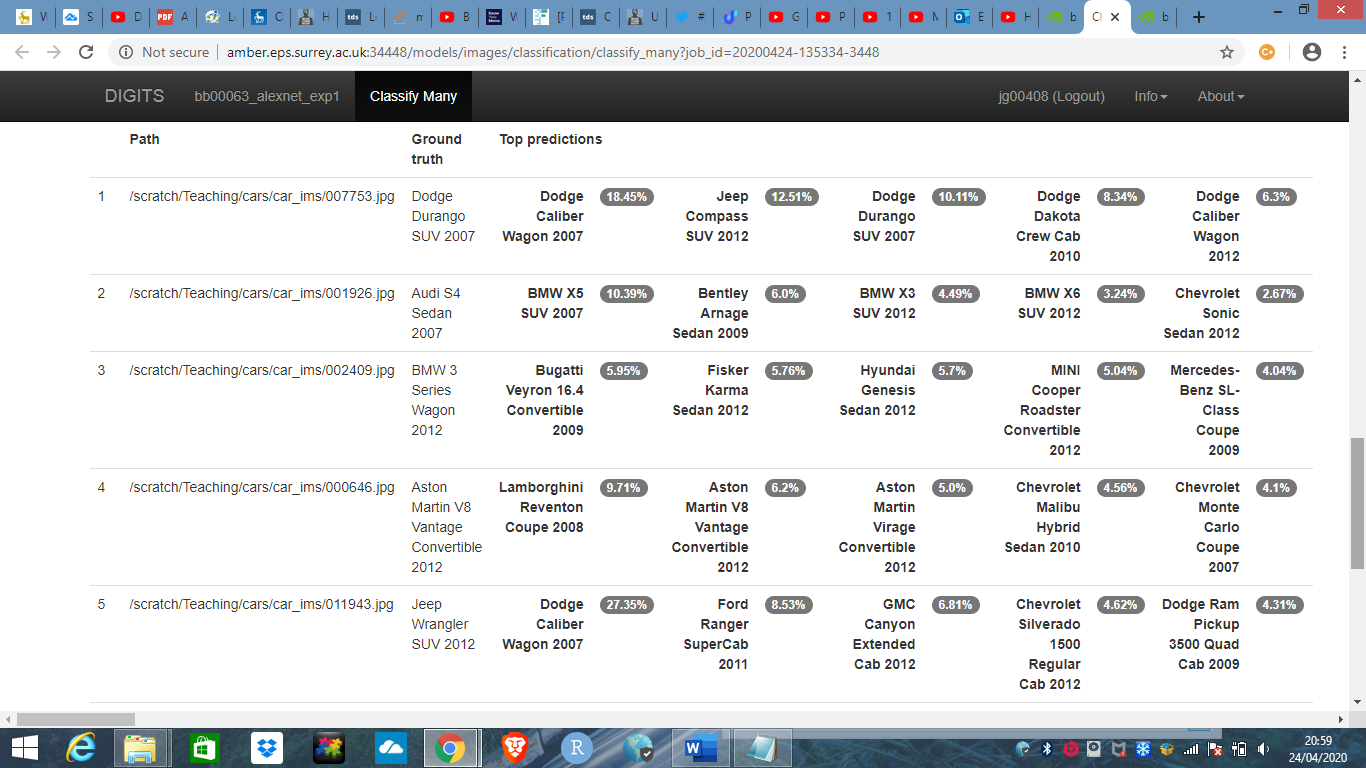 W S D PDF A Lo C H tds Lo m B Know Your Meme W [F tds C U # P G P 1 M E H b Cl b
Not secure amber.eps.surrey.ac.uk:34448/models/images/classification/classify_many?job_id=20200424-135334-3448
DIGITS bb00063_alexnet_exp1 Classify Many jg00408 (Logout) Info About
Path Ground Top predictions
truth
1 /scratch/Teaching/cars/car_ims/007753.jpg Dodge Dodge 18.45% Jeep 12.51% Dodge 10.11% Dodge 8.34% Dodge 6.3%
Durango Caliber Compass Durango Dakota Caliber
SUV 2007 Wagon 2007 SUV 2012 SUV 2007 Crew Cab Wagon
2010 2012
2 /scratch/Teaching/cars/car_ims/001926.jpg Audi S4 BMW X5 10.39% Bentley 6.0% BMW X3 4.49% BMW X6 3.24% Chevrolet 2.67%
Sedan SUV 2007 Arnage SUV 2012 SUV 2012 Sonic
2007 Sedan 2009 Sedan 2012
3 /scratch/Teaching/cars/car_ims/002409.jpg BMW 3 Bugatti 5.95% Fisker 5.76% Hyundai 5.7% MINI 5.04% Mercedes- 4.04%
Series Veyron 16.4 Karma Genesis Cooper Benz SL-
Wagon Convertible Sedan 2012 Sedan 2012 Roadster Class
2012 2009 Convertible Coupe
2012 2009
4 /scratch/Teaching/cars/car_ims/000646.jpg Aston Lamborghini 9.71% Aston 6.2% Aston 5.0% Chevrolet 4.56% Chevrolet 4.1%
Martin V8 Reventon Martin V8 Martin Malibu Monte
Vantage Coupe 2008 Vantage Virage Hybrid Carlo
Convertible Convertible Convertible Sedan 2010 Coupe
2012 2012 2012 2007
5 /scratch/Teaching/cars/car_ims/011943.jpg Jeep Dodge 27.35% Ford 8.53% GMC 6.81% Chevrolet 4.62% Dodge Ram 4.31%
Wrangler Caliber Ranger Canyon Silverado Pickup
SUV 2012 Wagon 2007 SuperCab Extended 1500 3500 Quad
2011 Cab 2012 Regular Cab 2009
Cab 2012
20:59
24/04/2020